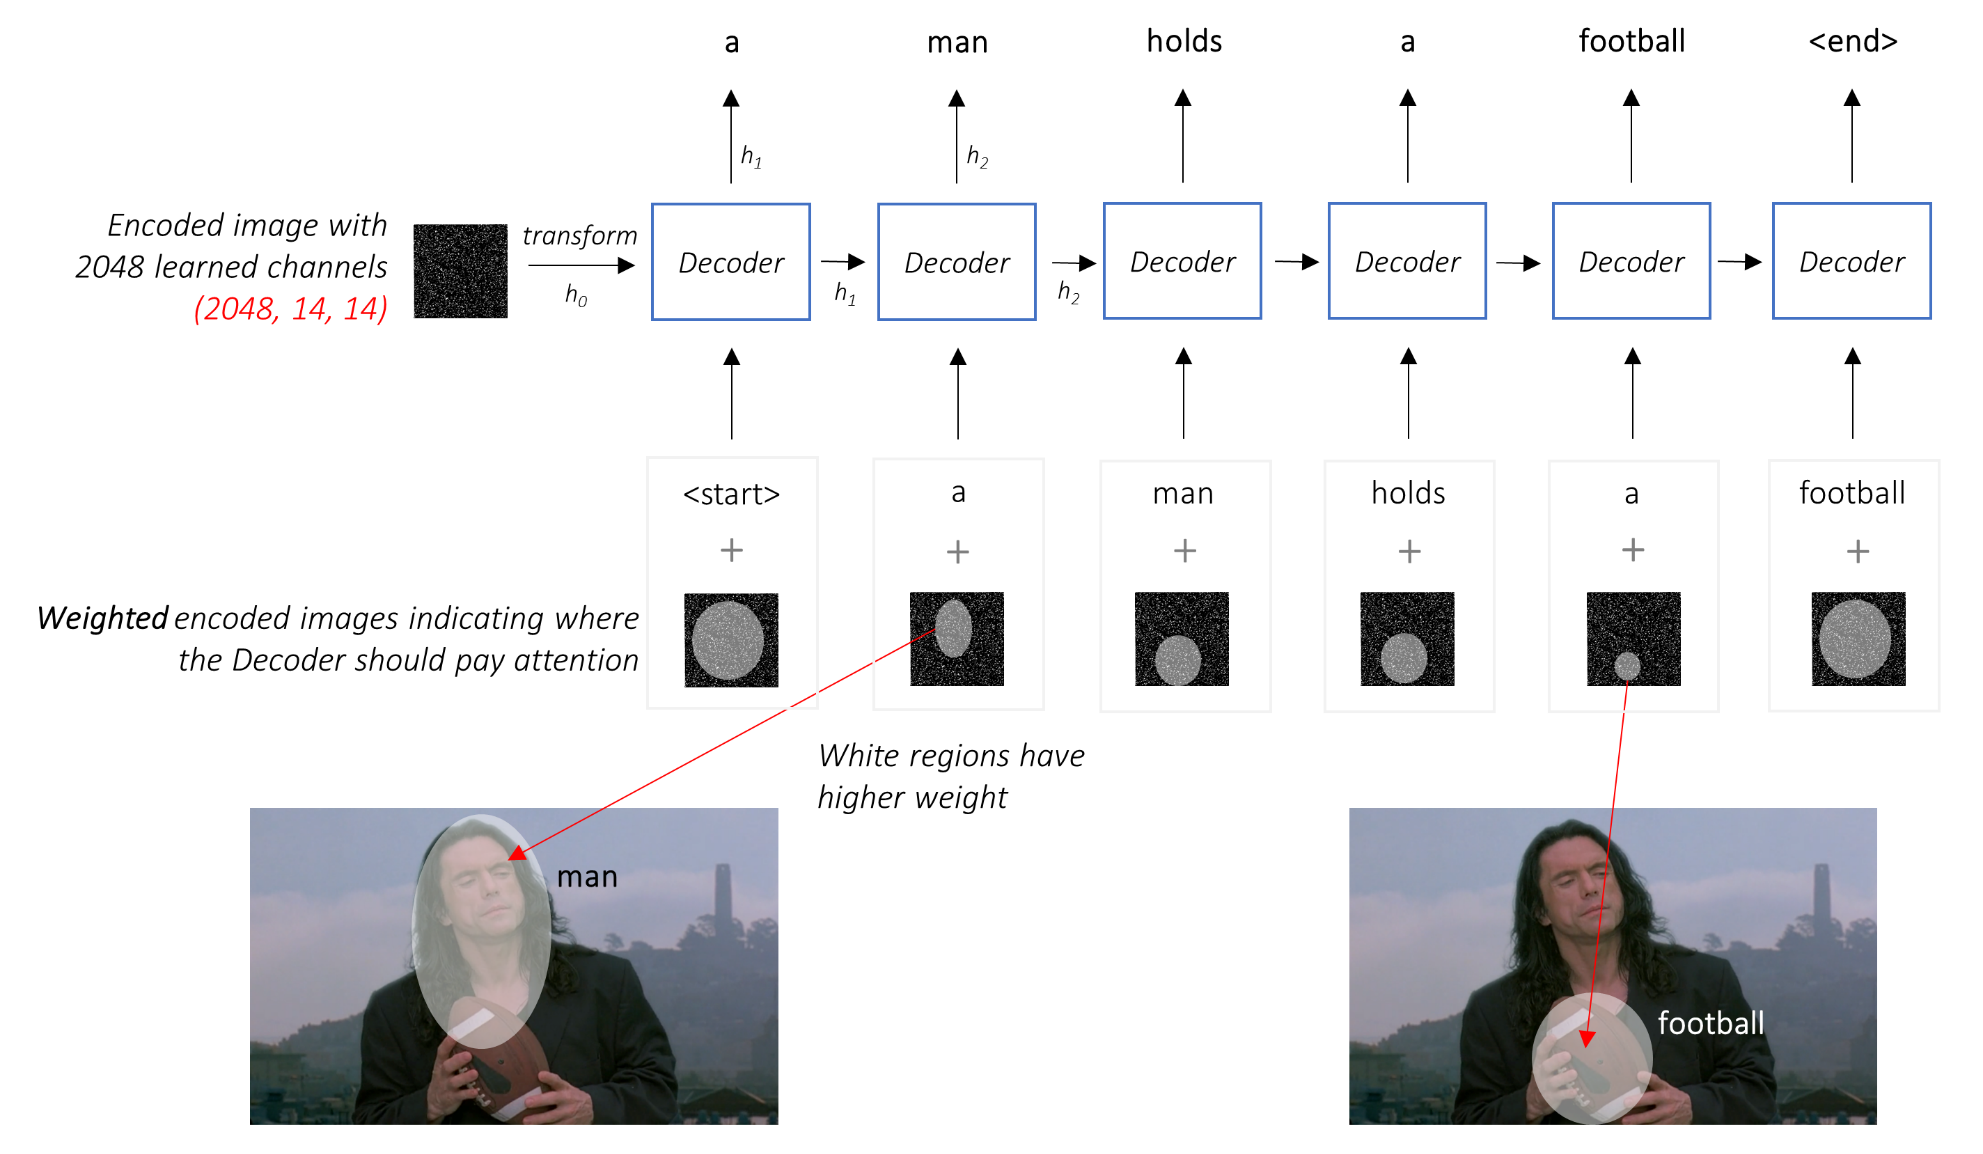 a man holds a football <end>
h1 h2
Encoded image with
2048 learned channels
(2048, 14, 14)
transform
h0
Decoder Decoder Decoder Decoder Decoder Decoder
h1 h2
<start> a man holds a football
+ + + + + +
Weighted encoded images indicating where
the Decoder should pay attention
White regions have
higher weight
man
football